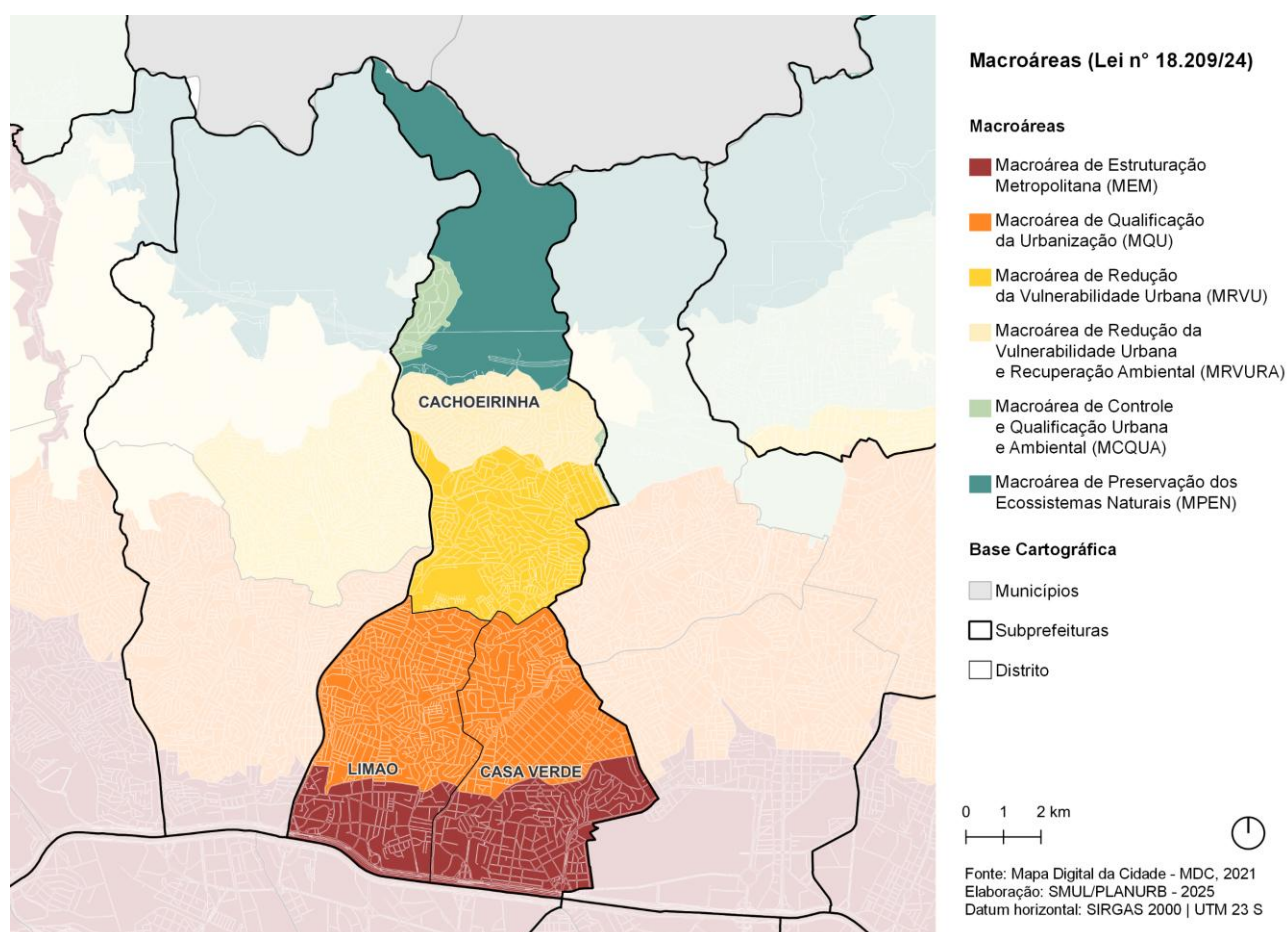 Macroáreas (Lei n° 18.209/24)
Macroáreas
Macroárea de Estruturação
Metropolitana (MEM)
Macroárea de Qualificação
da Urbanização (MQU)
Macroárea de Redução
da Vulnerabilidade Urbana (MRVU)
Macroárea de Redução da
Vulnerabilidade Urbana
e Recuperação Ambiental (MRVURA)
Macroárea de Controle
e Qualificação Urbana
e Ambiental (MCQUA)
Macroárea de Preservação dos
Ecossistemas Naturais (MPEN)
Base Cartográfica
Municípios
Subprefeituras
Distrito
CACHOEIRINHA
LIMAO
CASA VERDE
0 1 2 km
Fonte: Mapa Digital da Cidade - MDC, 2021
Elaboração: SMUL/PLANURB - 2025
Datum horizontal: SIRGAS 2000 | UTM 23 S